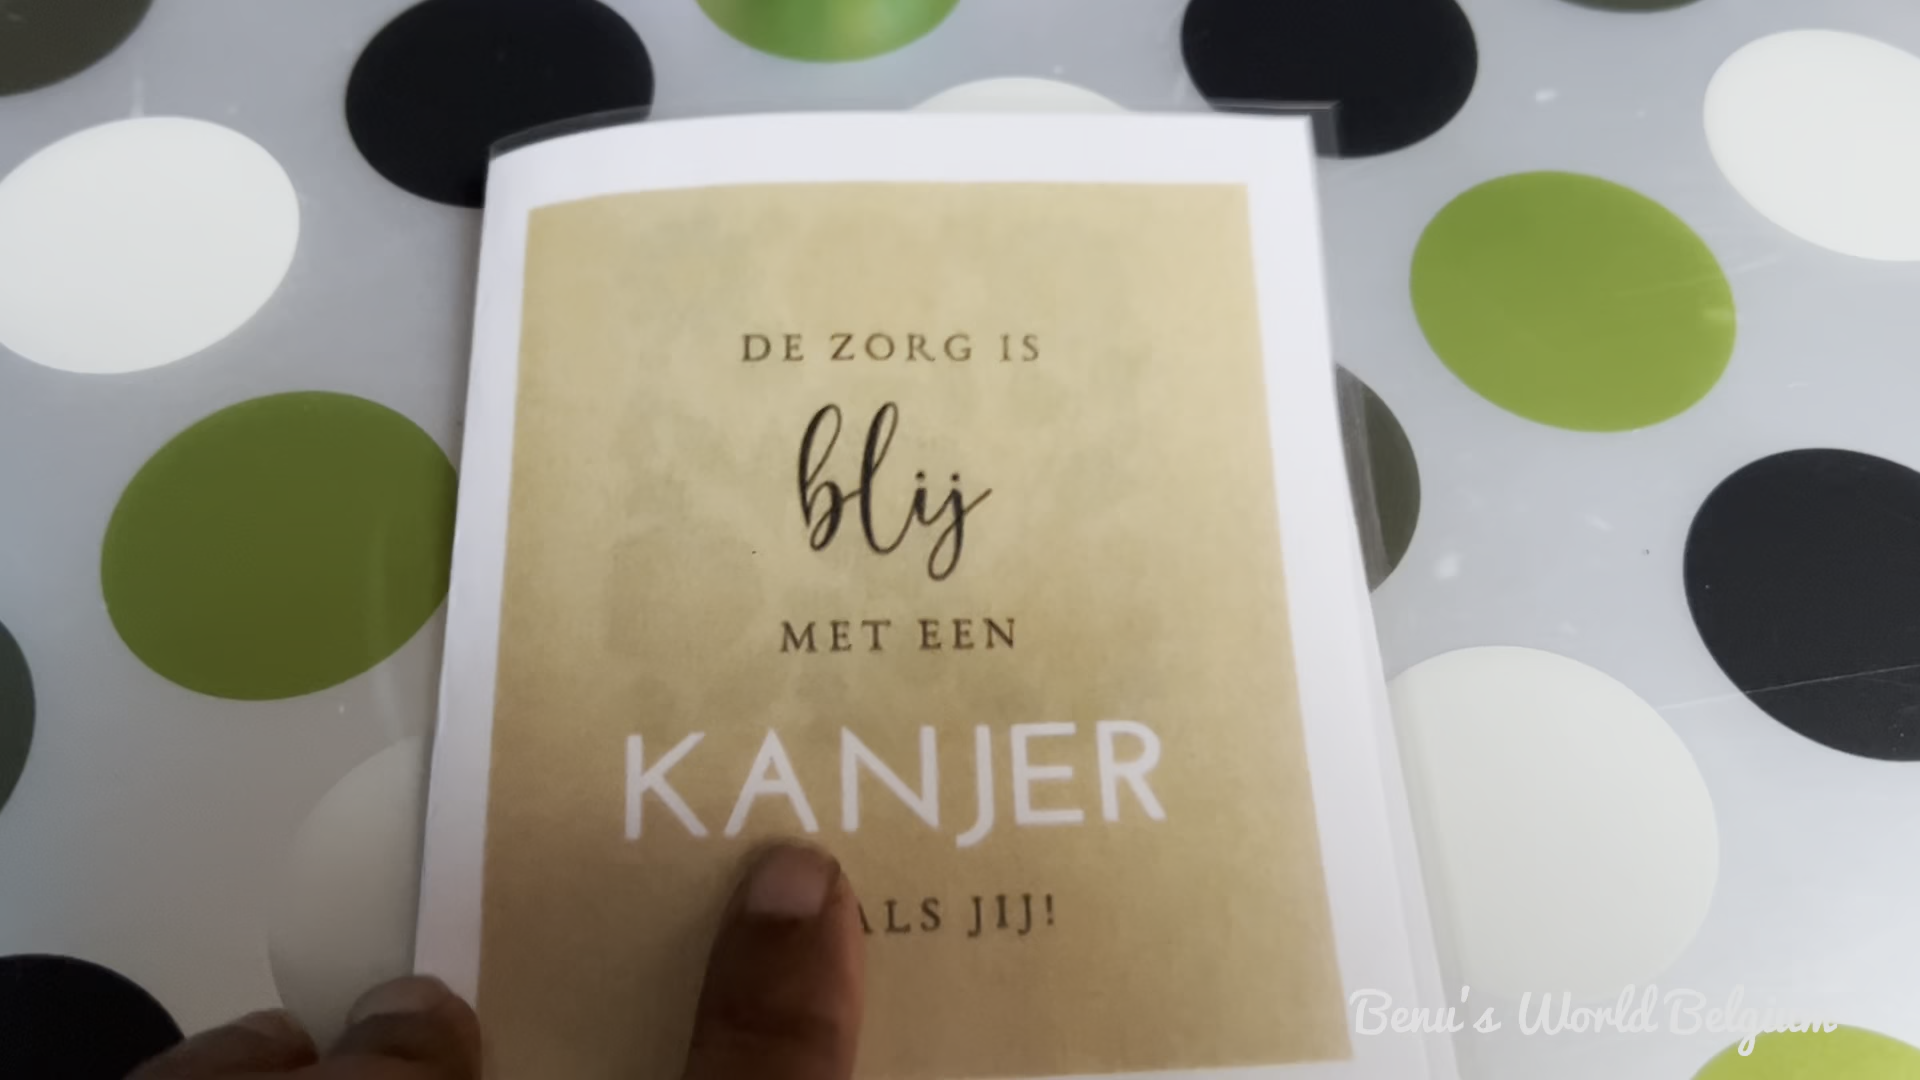 DE ZORG IS
blij
MET EEN
KANJER
ALS JIJ!
Benu's World Belgium